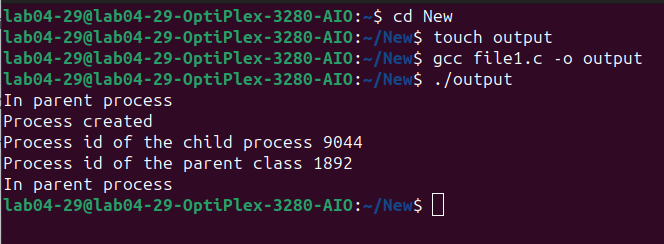 lab04-29@lab04-29-OptiPlex-3280-AIO:~$ cd New
lab04-29@lab04-29-OptiPlex-3280-AIO:~/New$ touch output
lab04-29@lab04-29-OptiPlex-3280-AIO:~/New$ gcc file1.c -o output
lab04-29@lab04-29-OptiPlex-3280-AIO:~/New$ ./output
In parent process
Process created
Process id of the child process 9044
Process id of the parent class 1892
In parent process
lab04-29@lab04-29-OptiPlex-3280-AIO:~/New$